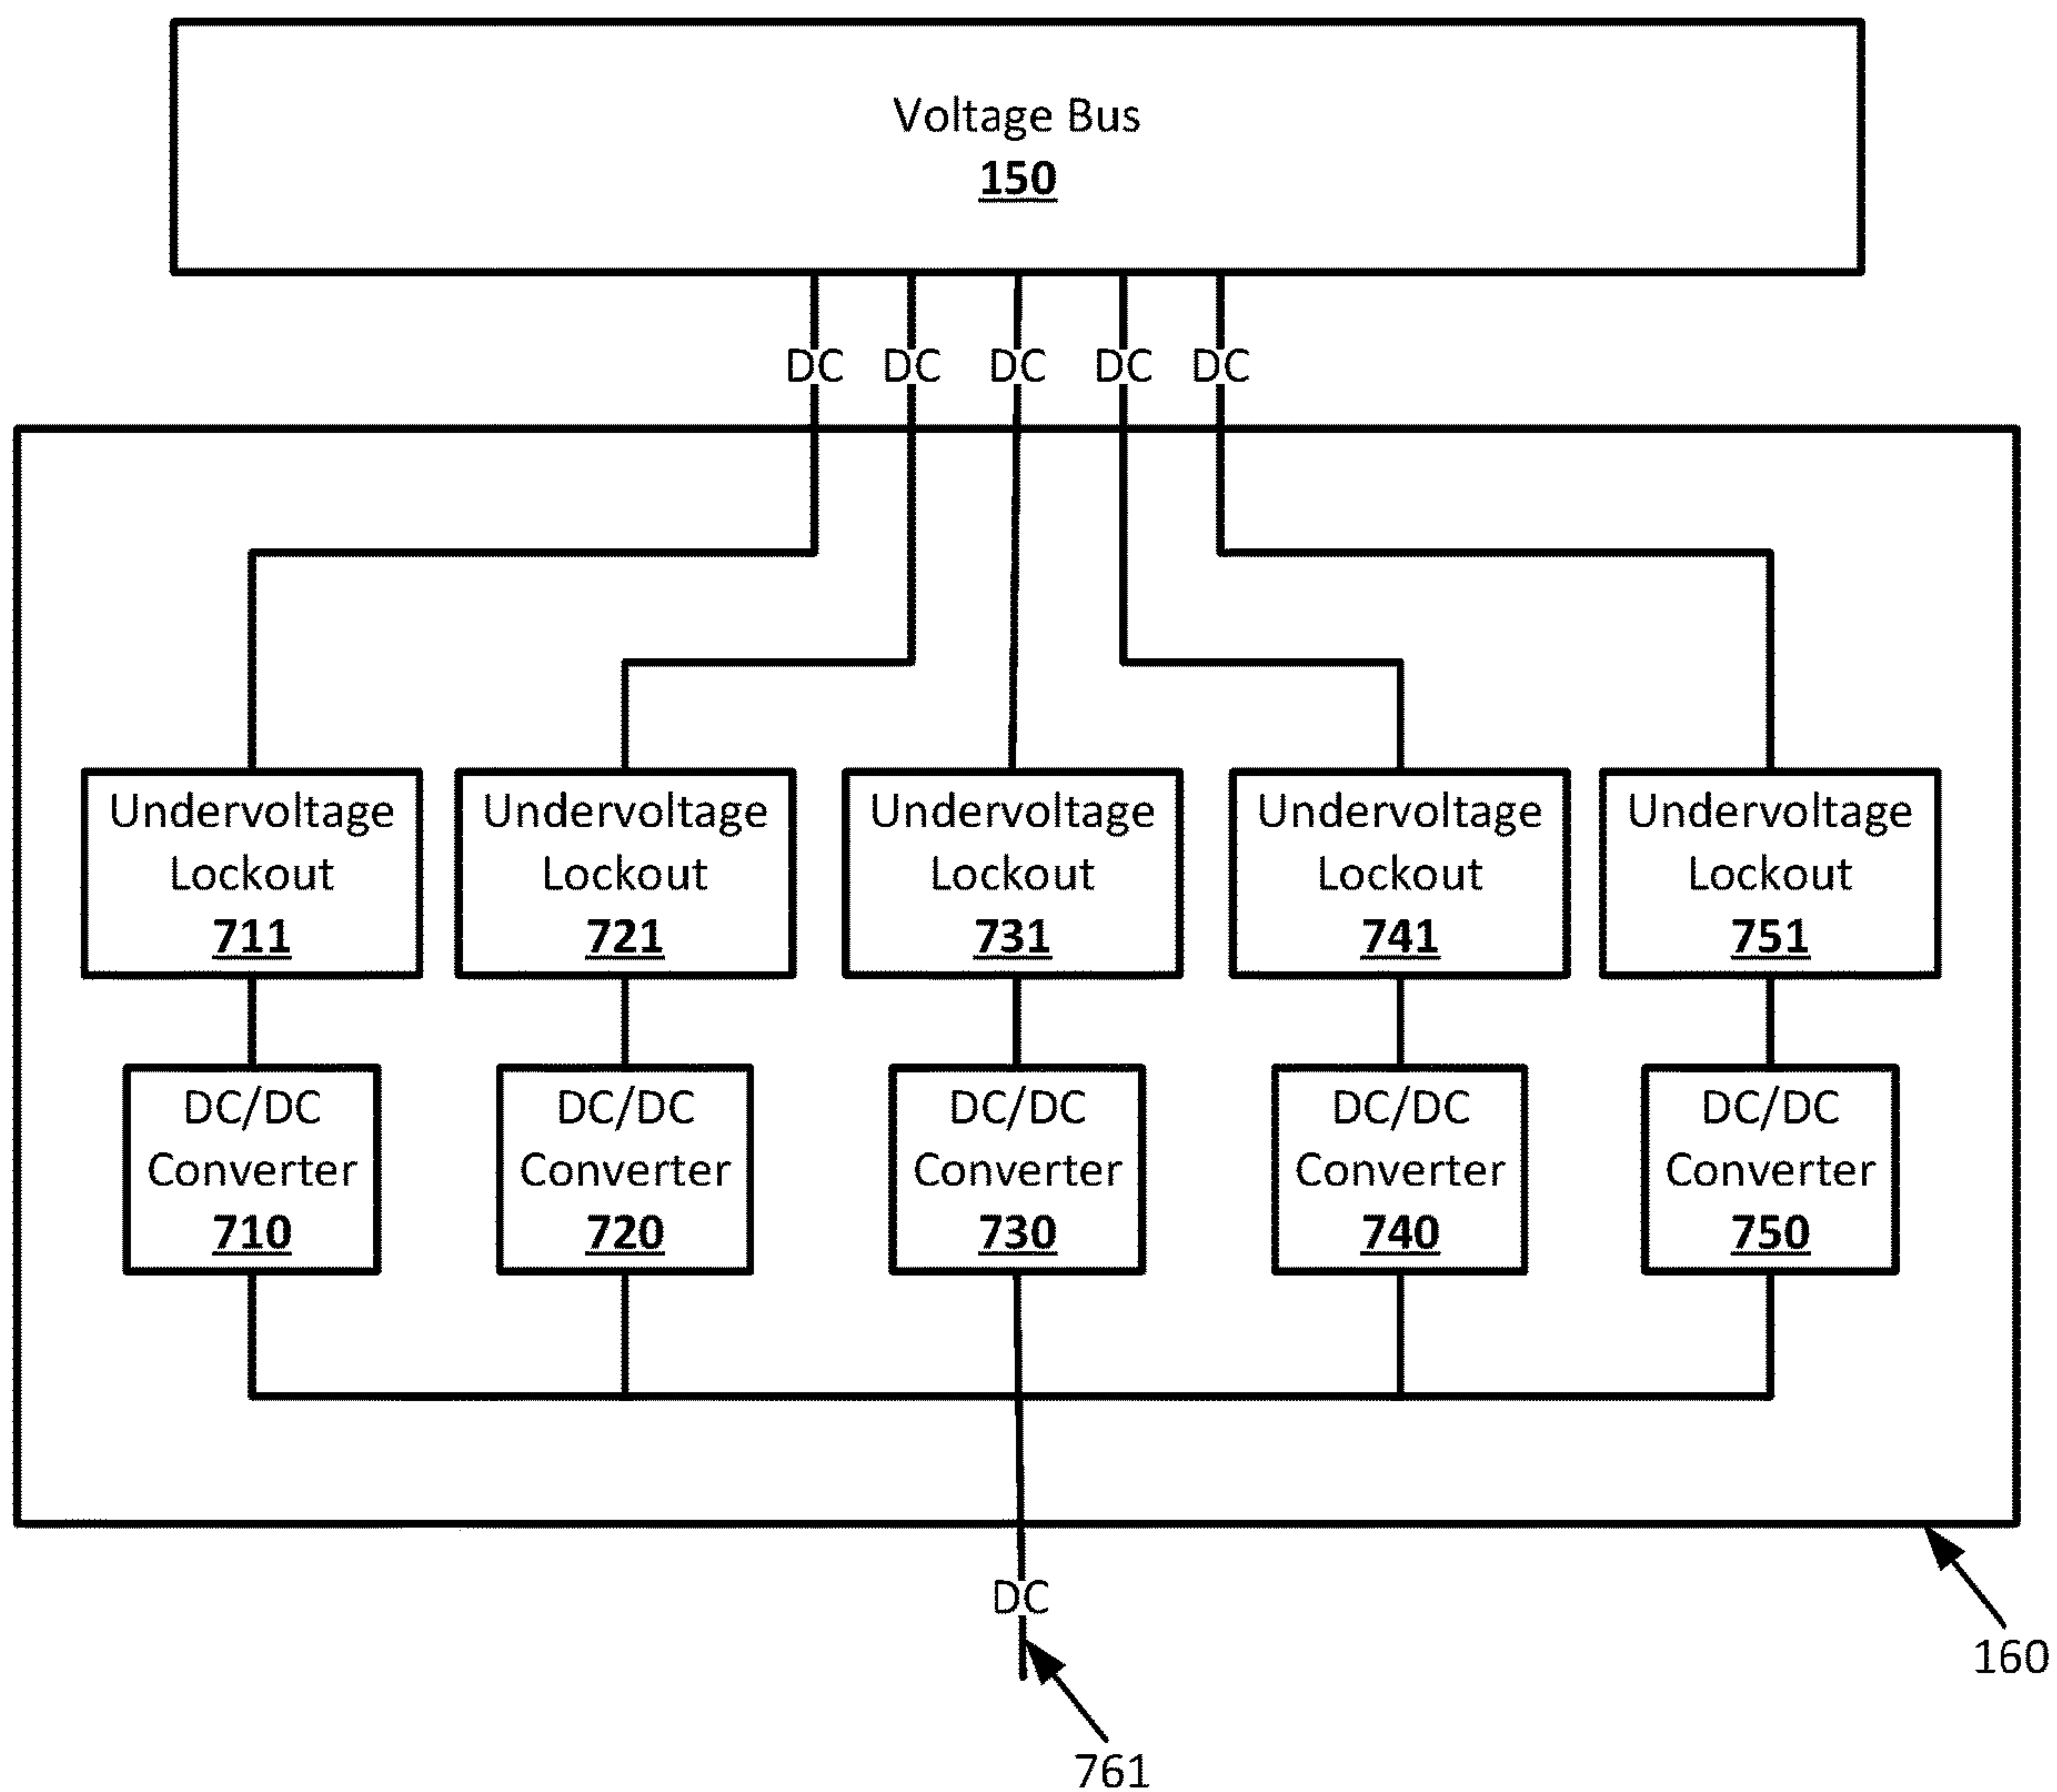 Voltage Bus
150
DC DC DC DC DC
Undervoltage Lockout 711
Undervoltage Lockout 721
Undervoltage Lockout 731
Undervoltage Lockout 741
Undervoltage Lockout 751
DC/DC Converter 710
DC/DC Converter 720
DC/DC Converter 730
DC/DC Converter 740
DC/DC Converter 750
DC
160
761